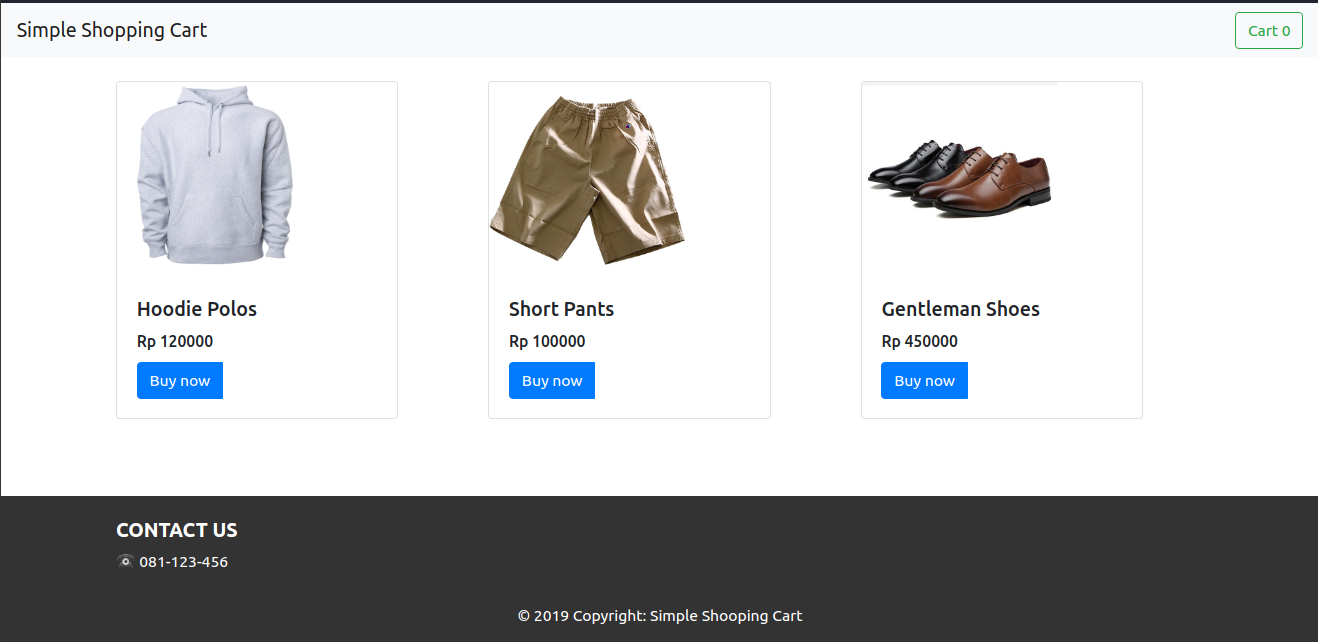 Simple Shopping Cart
Cart 0
Hoodie Polos
Rp 120000
Buy now
Short Pants
Rp 100000
Buy now
Gentleman Shoes
Rp 450000
Buy now
CONTACT US
☎ 081-123-456
© 2019 Copyright: Simple Shooping Cart